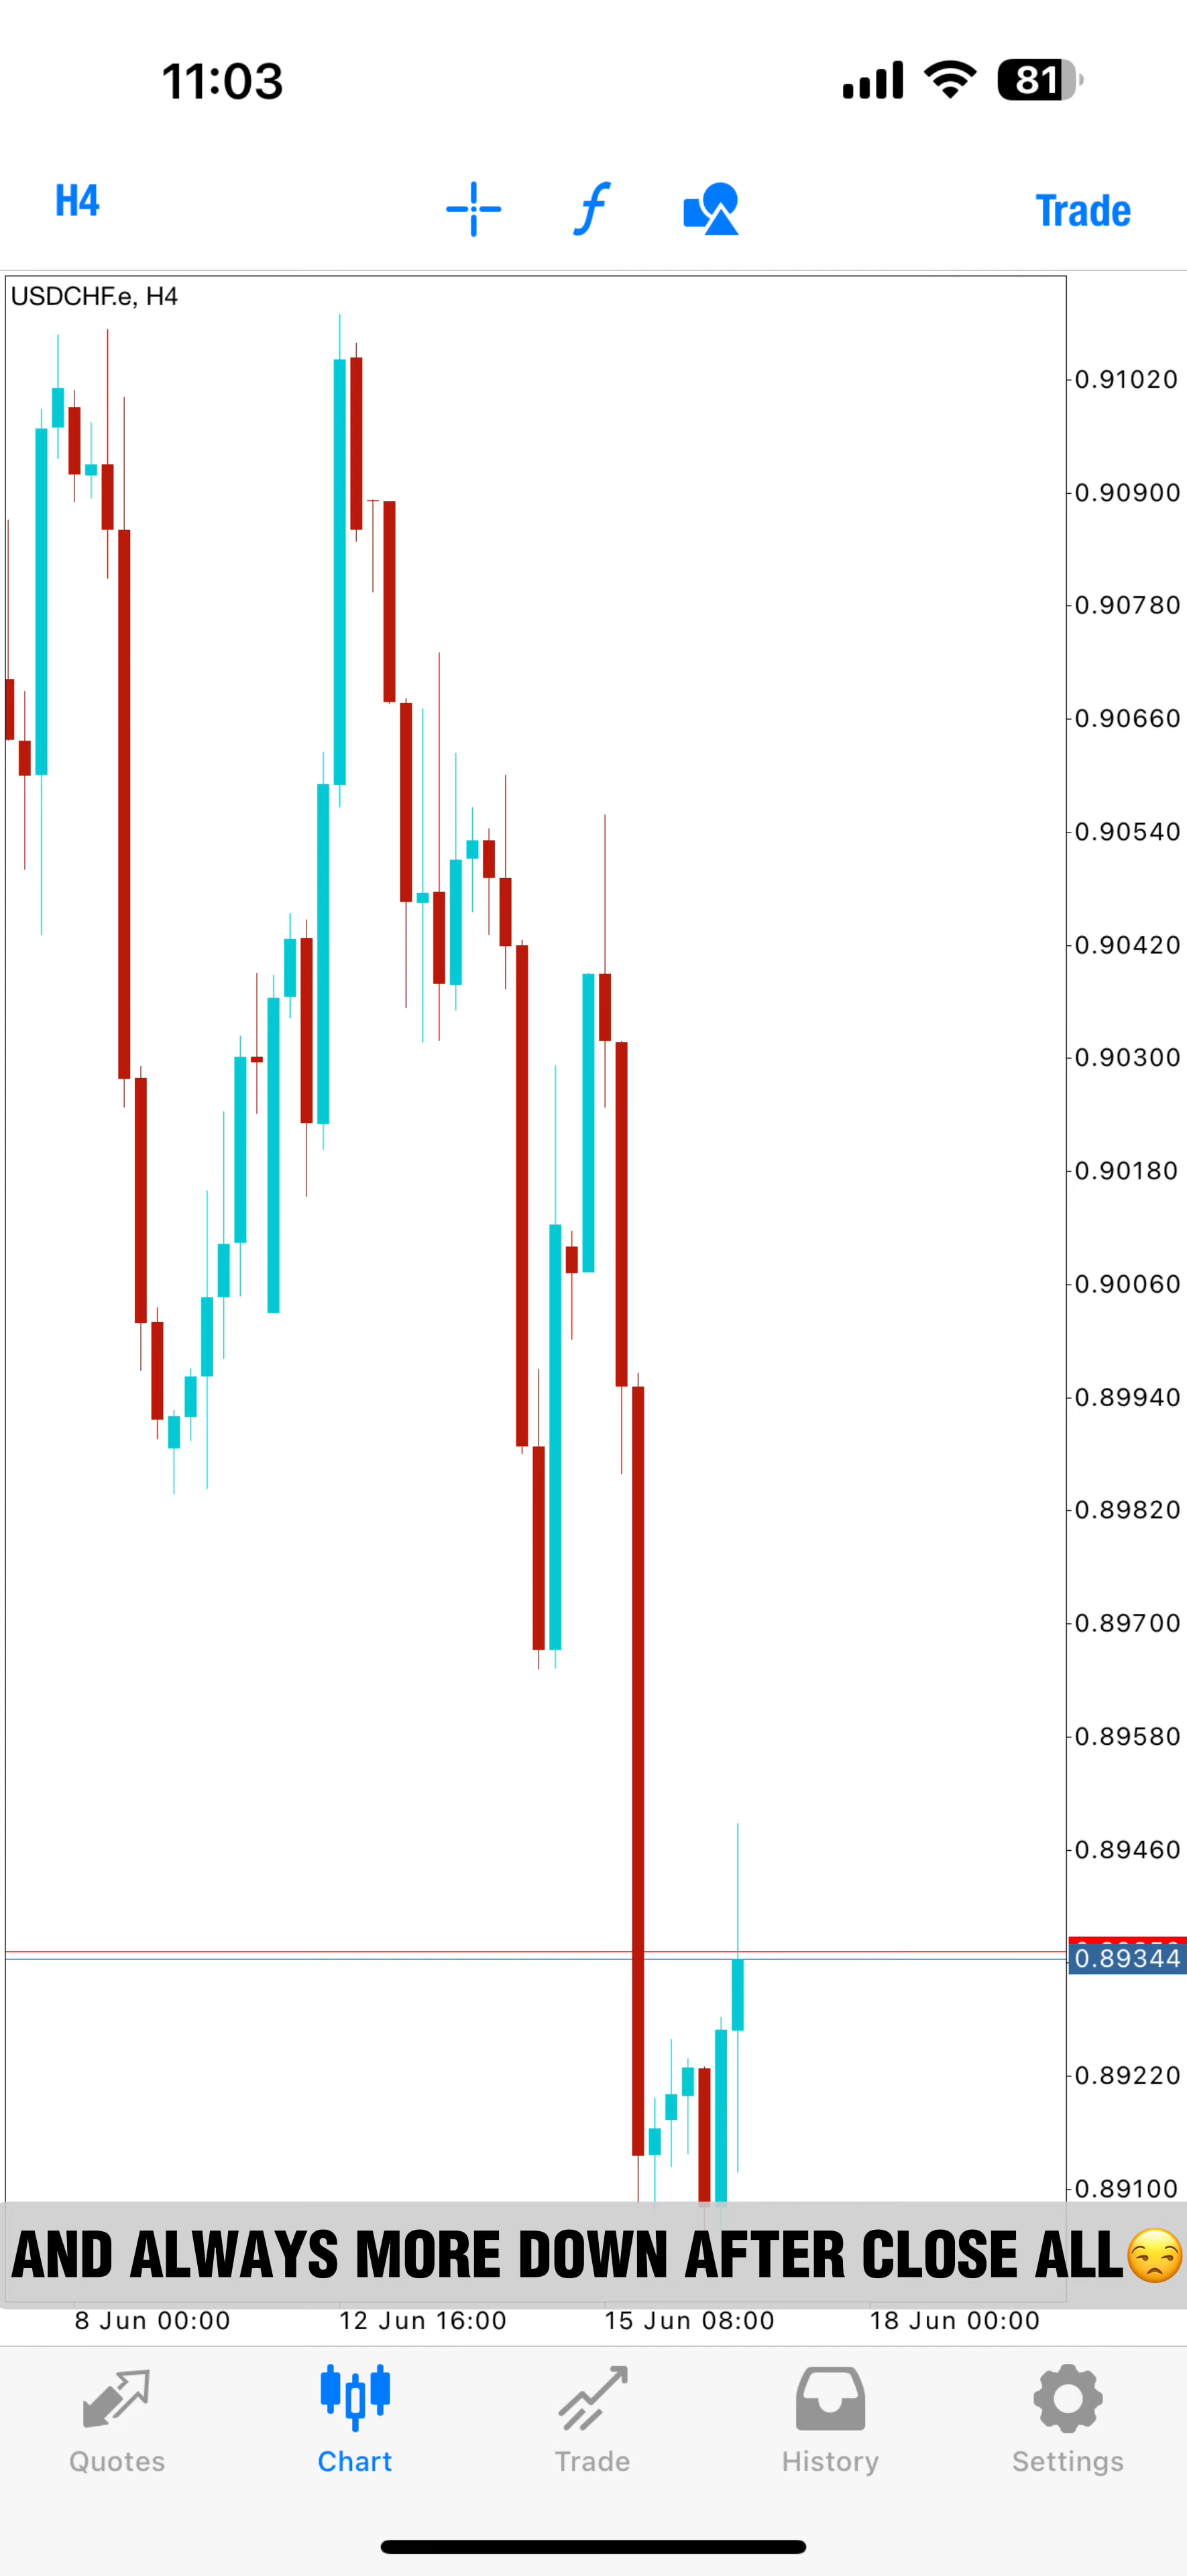 11:03
81
H4
f
Trade
USDCHF.e, H4
0.91020
0.90900
0.90780
0.90660
0.90540
0.90420
0.90300
0.90180
0.90060
0.89940
0.89820
0.89700
0.89580
0.89460
0.89344
0.89220
0.89100
AND ALWAYS MORE DOWN AFTER CLOSE ALL😒
8 Jun 00:00
12 Jun 16:00
15 Jun 08:00
18 Jun 00:00
Quotes
Chart
Trade
History
Settings